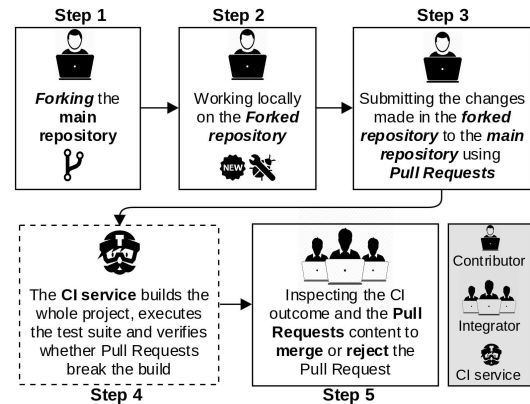 Step 1
Forking the
main
repository
Step 2
Working locally
on the Forked
repository
NEW
Step 3
Submitting the changes
made in the forked
repository to the main
repository using
Pull Requests
The CI service builds the
whole project, executes
the test suite and verifies
whether Pull Requests
break the build
Step 4
Inspecting the CI
outcome and the Pull
Requests content to
merge or reject the
Pull Request
Step 5
Contributor
Integrator
CI service